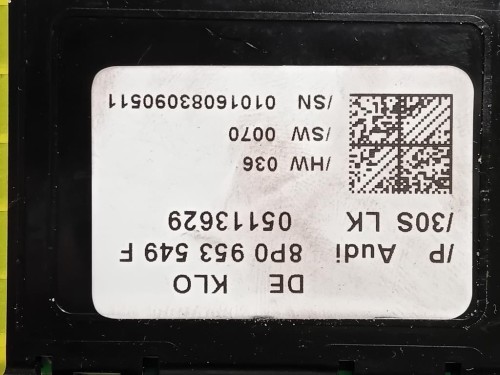 DE KLO
/P Audi 8P0 953 549 F
/30S LK 05113629
/HW 036
/SW 0070
/SN 01016083090511